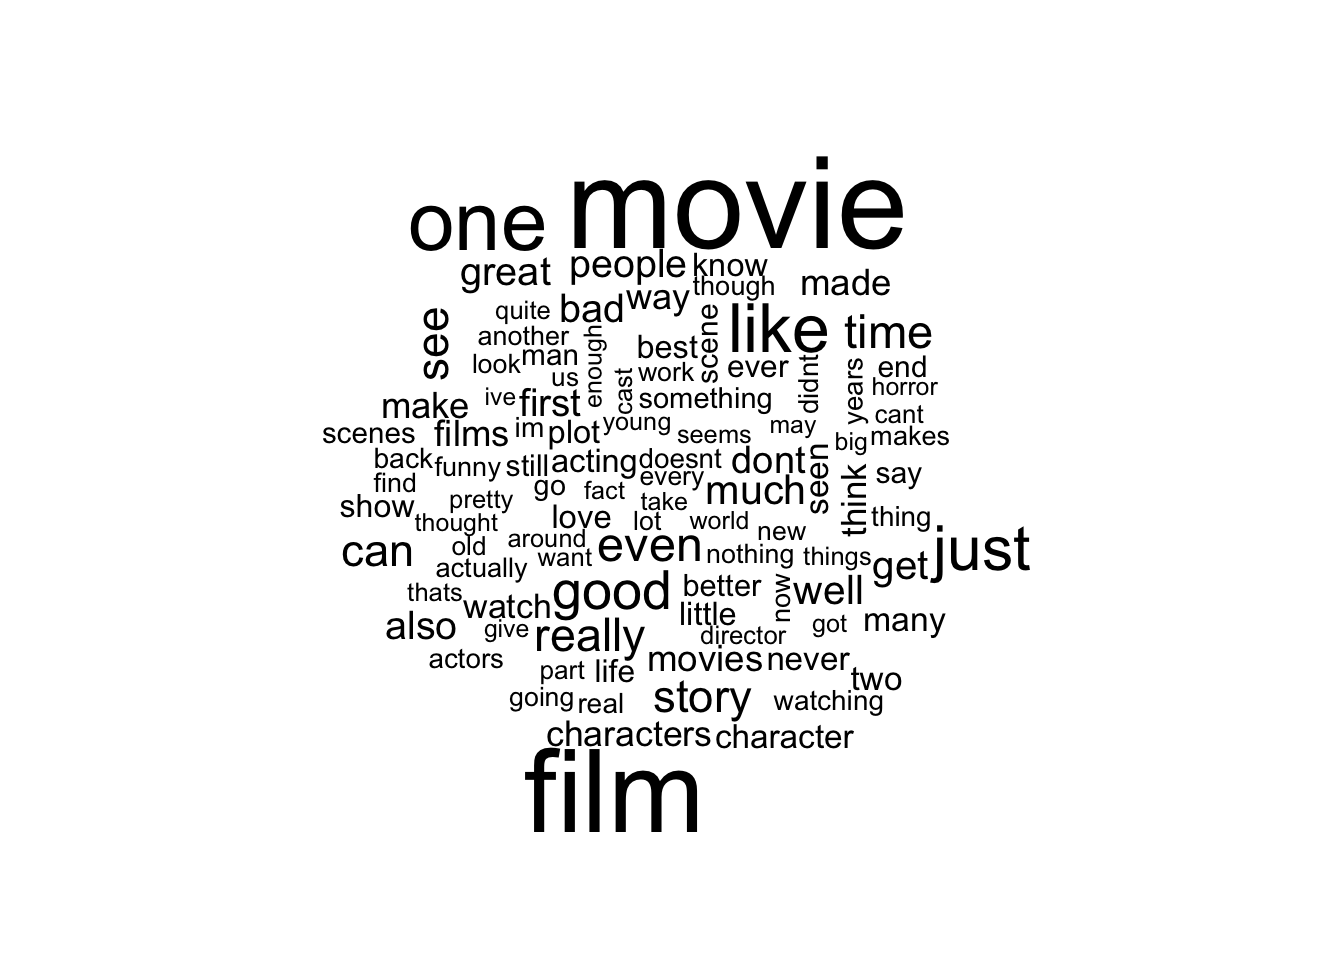 movie
one
people
know
great
though
made
way
bad
quite
see
like
time
another
enough
scene
best
man
look
work
ever
didnt
years
end
us
cast
horror
ive
first
something
make
cant
scenes
films
im
plot
young
seems
may
big
makes
back
funny
still
acting
doesnt
dont
seen
think
say
find
go
fact
every
much
show
pretty
take
thought
love
lot
world
new
thing
can
old
around
want
even
nothing
things
get
just
actually
thats
watch
good
better
now
well
little
also
give
really
director
got
many
actors
part
life
movies
never
two
going
real
story
watching
characters
character
film